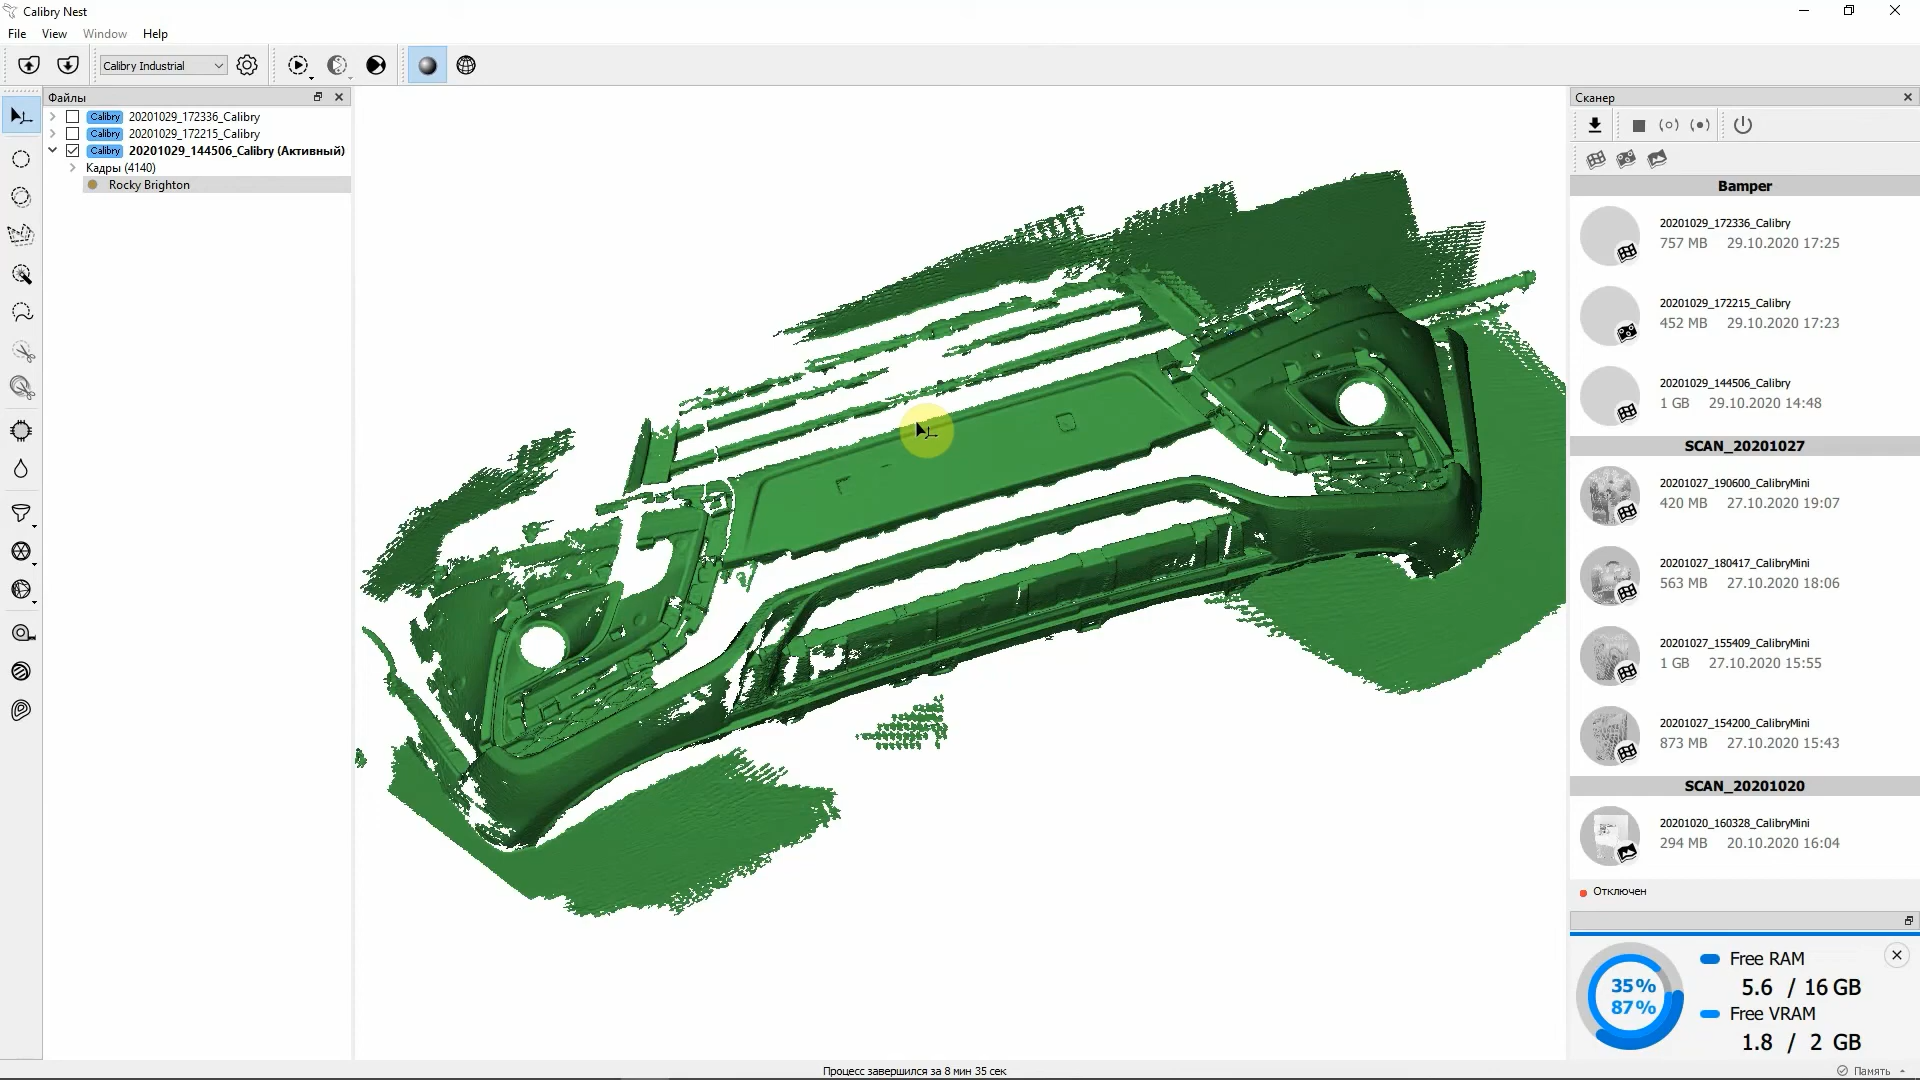 Calibry Nest
File View Window Help
Calibry Industrial
Файлы
Calibry 20201029_172336_Calibry
Calibry 20201029_172215_Calibry
Calibry 20201029_144506_Calibry (Активный)
Кадры (4140)
Rocky Brighton
Сканер
Bamper
20201029_172336_Calibry
757 MB 29.10.2020 17:25
20201029_172215_Calibry
452 MB 29.10.2020 17:23
20201029_144506_Calibry
1 GB 29.10.2020 14:48
SCAN_20201027
20201027_190600_CalibryMini
420 MB 27.10.2020 19:07
20201027_180417_CalibryMini
563 MB 27.10.2020 18:06
20201027_155409_CalibryMini
1 GB 27.10.2020 15:55
20201027_154200_CalibryMini
873 MB 27.10.2020 15:43
SCAN_20201020
20201020_160328_CalibryMini
294 MB 20.10.2020 16:04
Отключен
35%
87%
Free RAM
5.6 / 16 GB
Free VRAM
1.8 / 2 GB
Процесс завершился за 8 мин 35 сек
Память